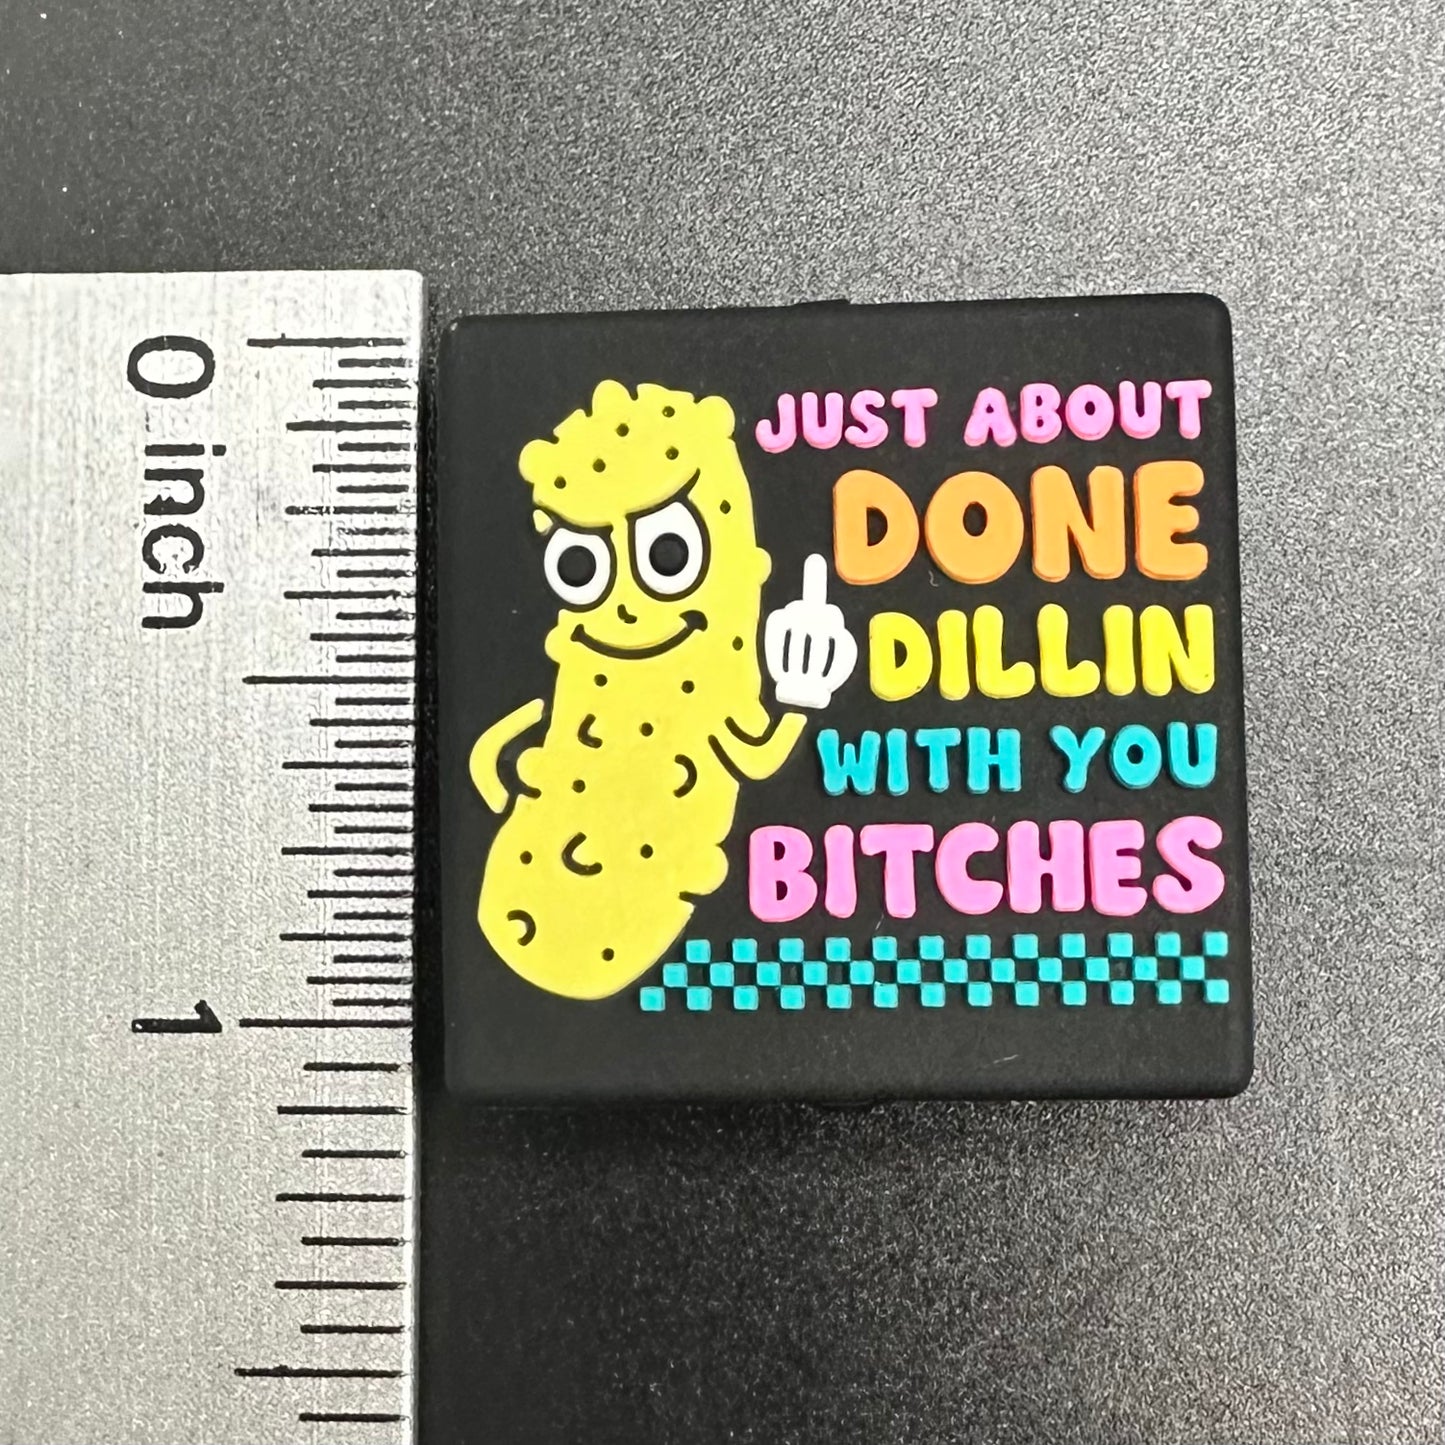 0 inch
1
JUST ABOUT
DONE
DILLIN
WITH YOU
BITCHES